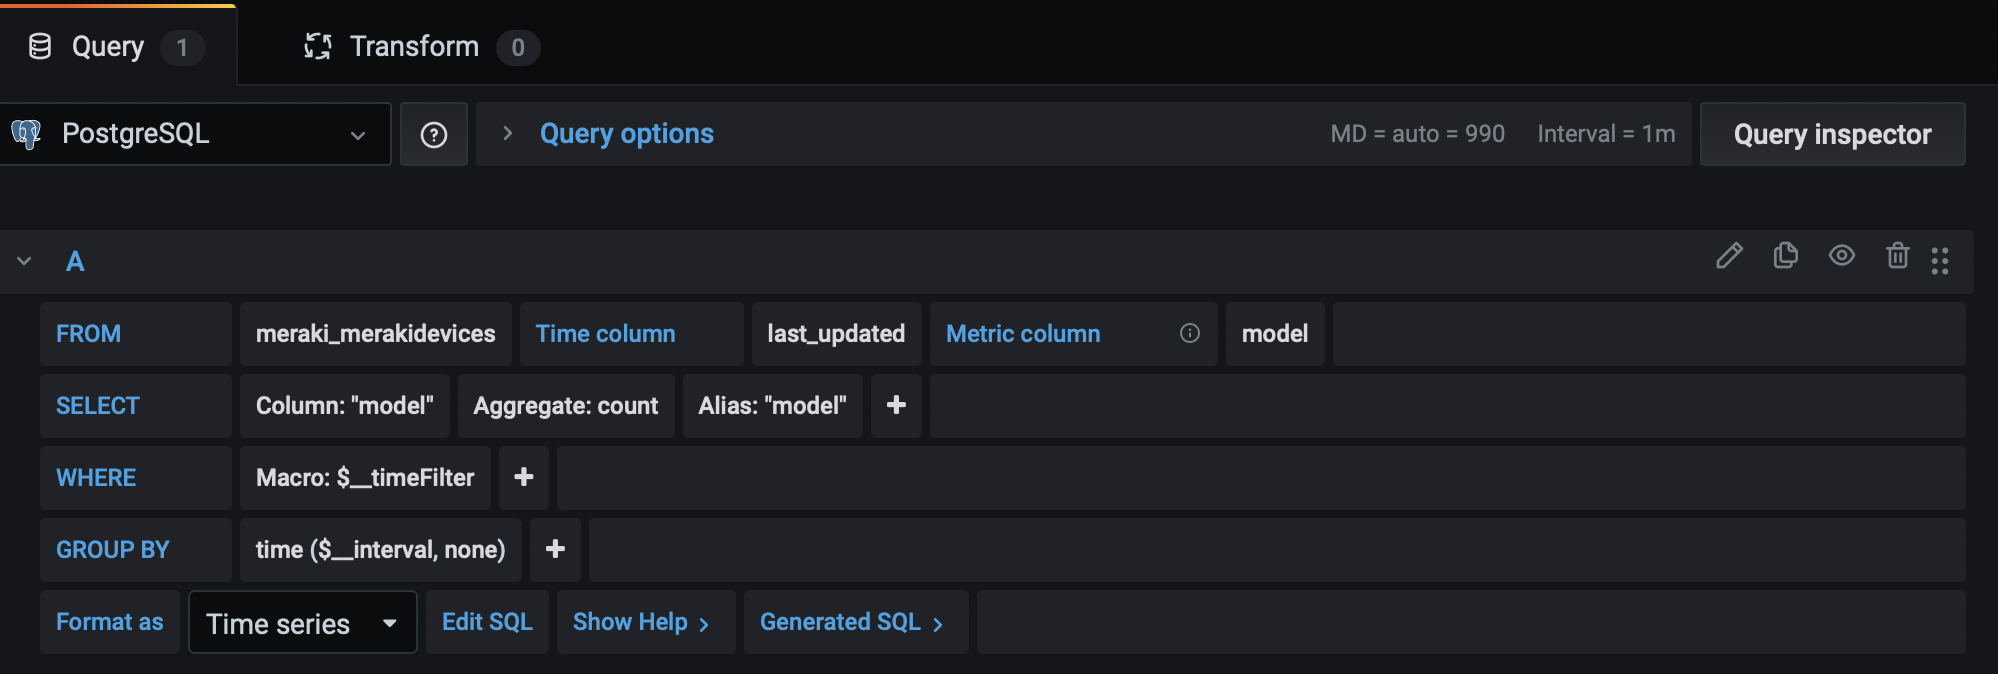 Query 1 Transform 0
PostgreSQL Query options MD = auto = 990 Interval = 1m Query inspector
A
FROM meraki_merakidevices Time column last_updated Metric column model
SELECT Column: "model" Aggregate: count Alias: "model" +
WHERE Macro: $__timeFilter +
GROUP BY time ($__interval, none) +
Format as Time series Edit SQL Show Help > Generated SQL >